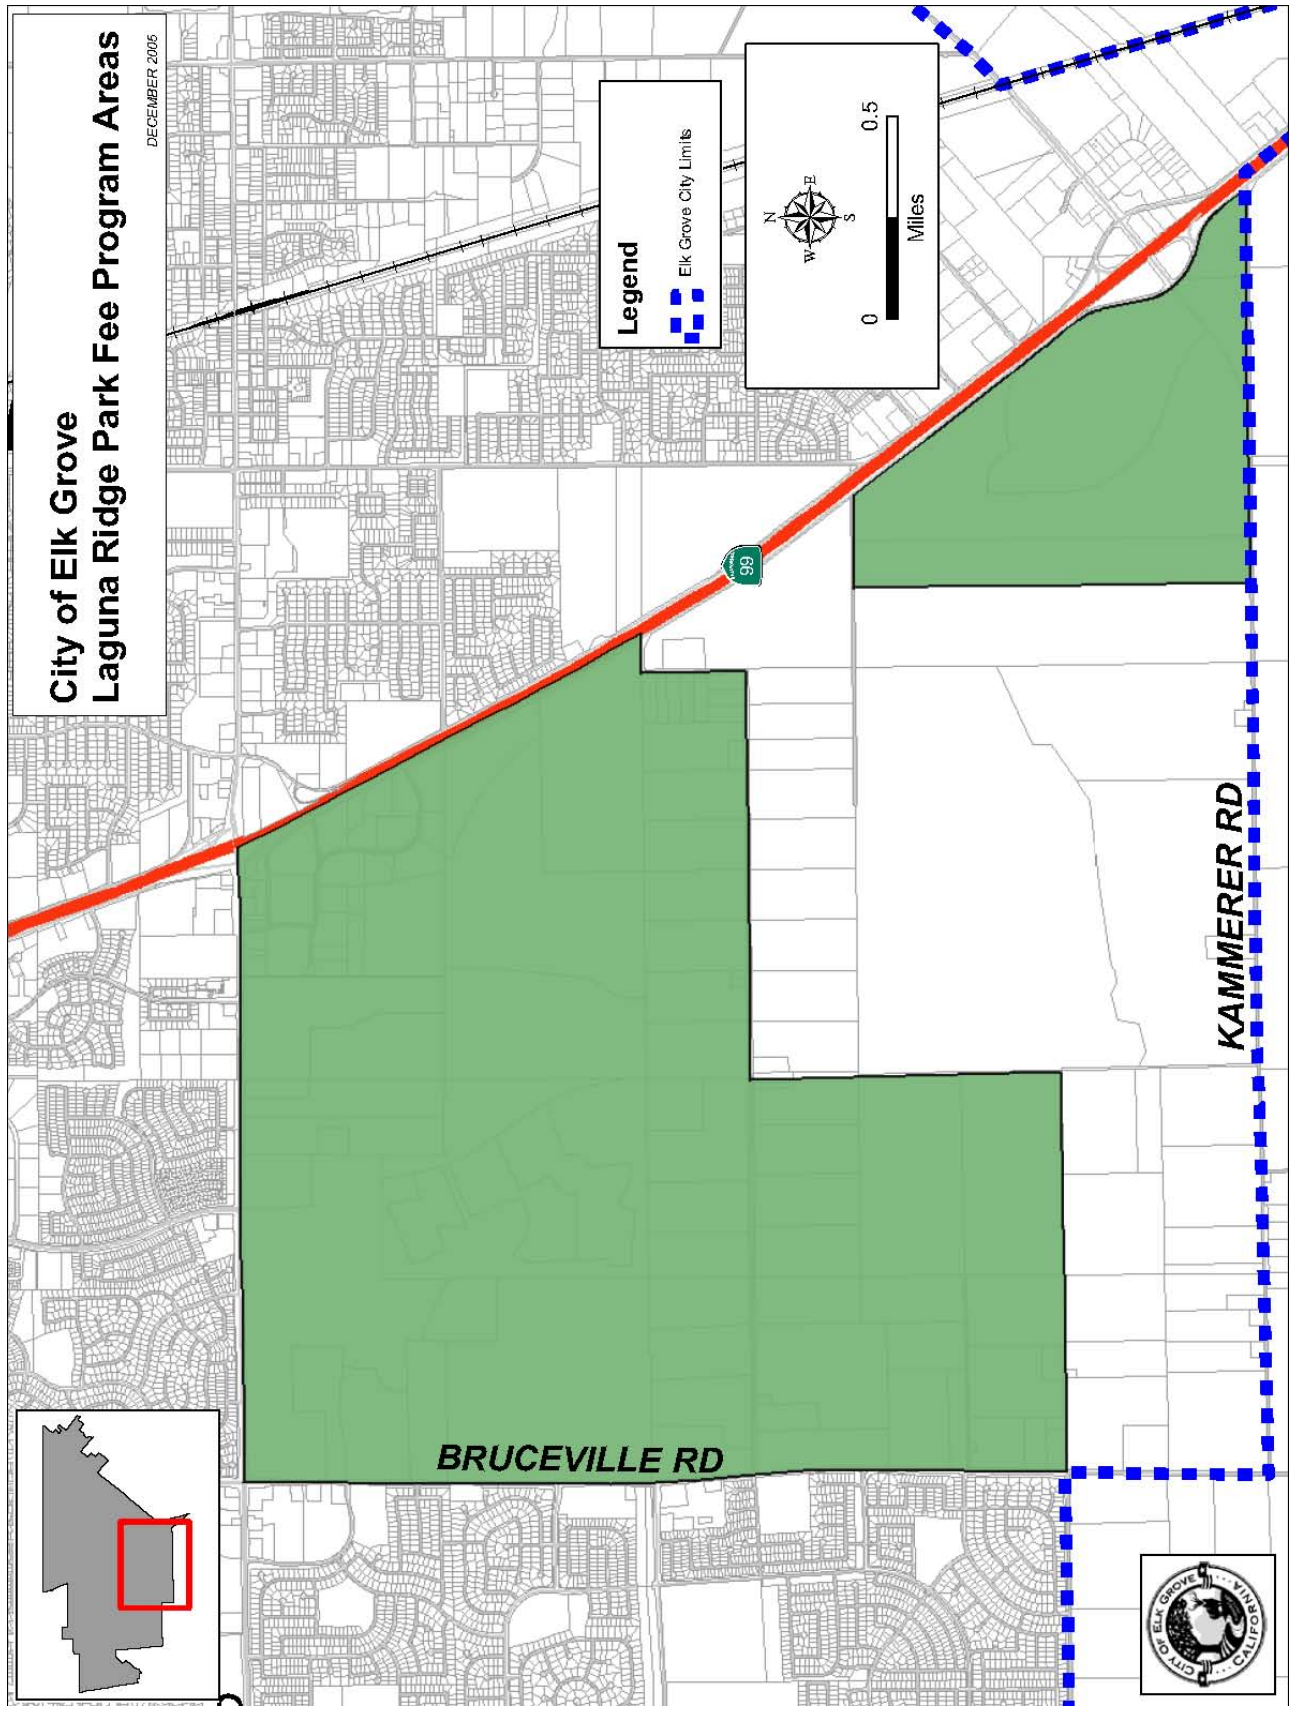 City of Elk Grove
Laguna Ridge Park Fee Program Areas
DECEMBER 2005
Legend
Elk Grove City Limits
N
W
E
S
0
0.5
Miles
99
BRUCEVILLE RD
KAMMERER RD
CITY OF ELK GROVE
CALIFORNIA